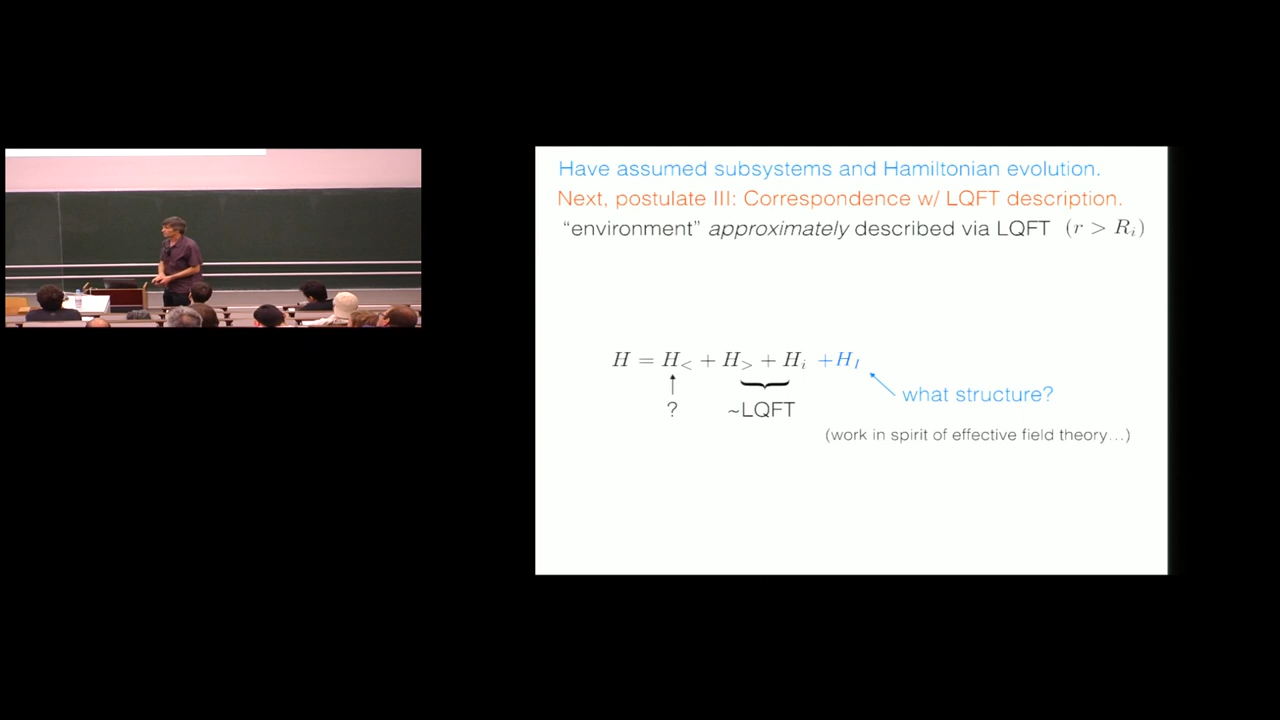 Have assumed subsystems and Hamiltonian evolution.
Next, postulate III: Correspondence w/ LQFT description.
“environment” approximately described via LQFT (r > R_i)
H = H_< + H_> + H_i + H_I
what structure?
? ~LQFT
(work in spirit of effective field theory…)